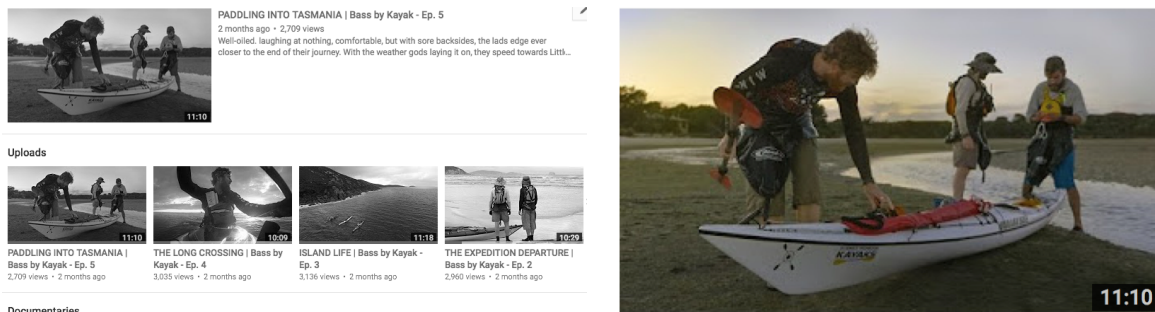 PADDLING INTO TASMANIA | Bass by Kayak - Ep. 5
2 months ago • 2,709 views
Well-oiled. laughing at nothing, comfortable, but with sore backsides, the lads edge ever
closer to the end of their journey. With the weather gods laying it on, they speed towards Littl...
11:10
Uploads
11:10
10:09
11:18
10:29
PADDLING INTO TASMANIA |
Bass by Kayak - Ep. 5
2,709 views • 2 months ago
THE LONG CROSSING | Bass by
Kayak - Ep. 4
3,035 views • 2 months ago
ISLAND LIFE | Bass by Kayak -
Ep. 3
3,136 views • 2 months ago
THE EXPEDITION DEPARTURE |
Bass by Kayak - Ep. 2
2,960 views • 2 months ago
Documentaries
KAYAKS
11:10